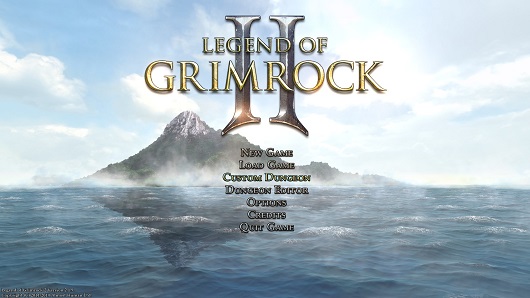 II
LEGEND OF
GRIMROCK
New Game
Load Game
Custom Dungeon
Dungeon Editor
Options
Credits
Quit Game